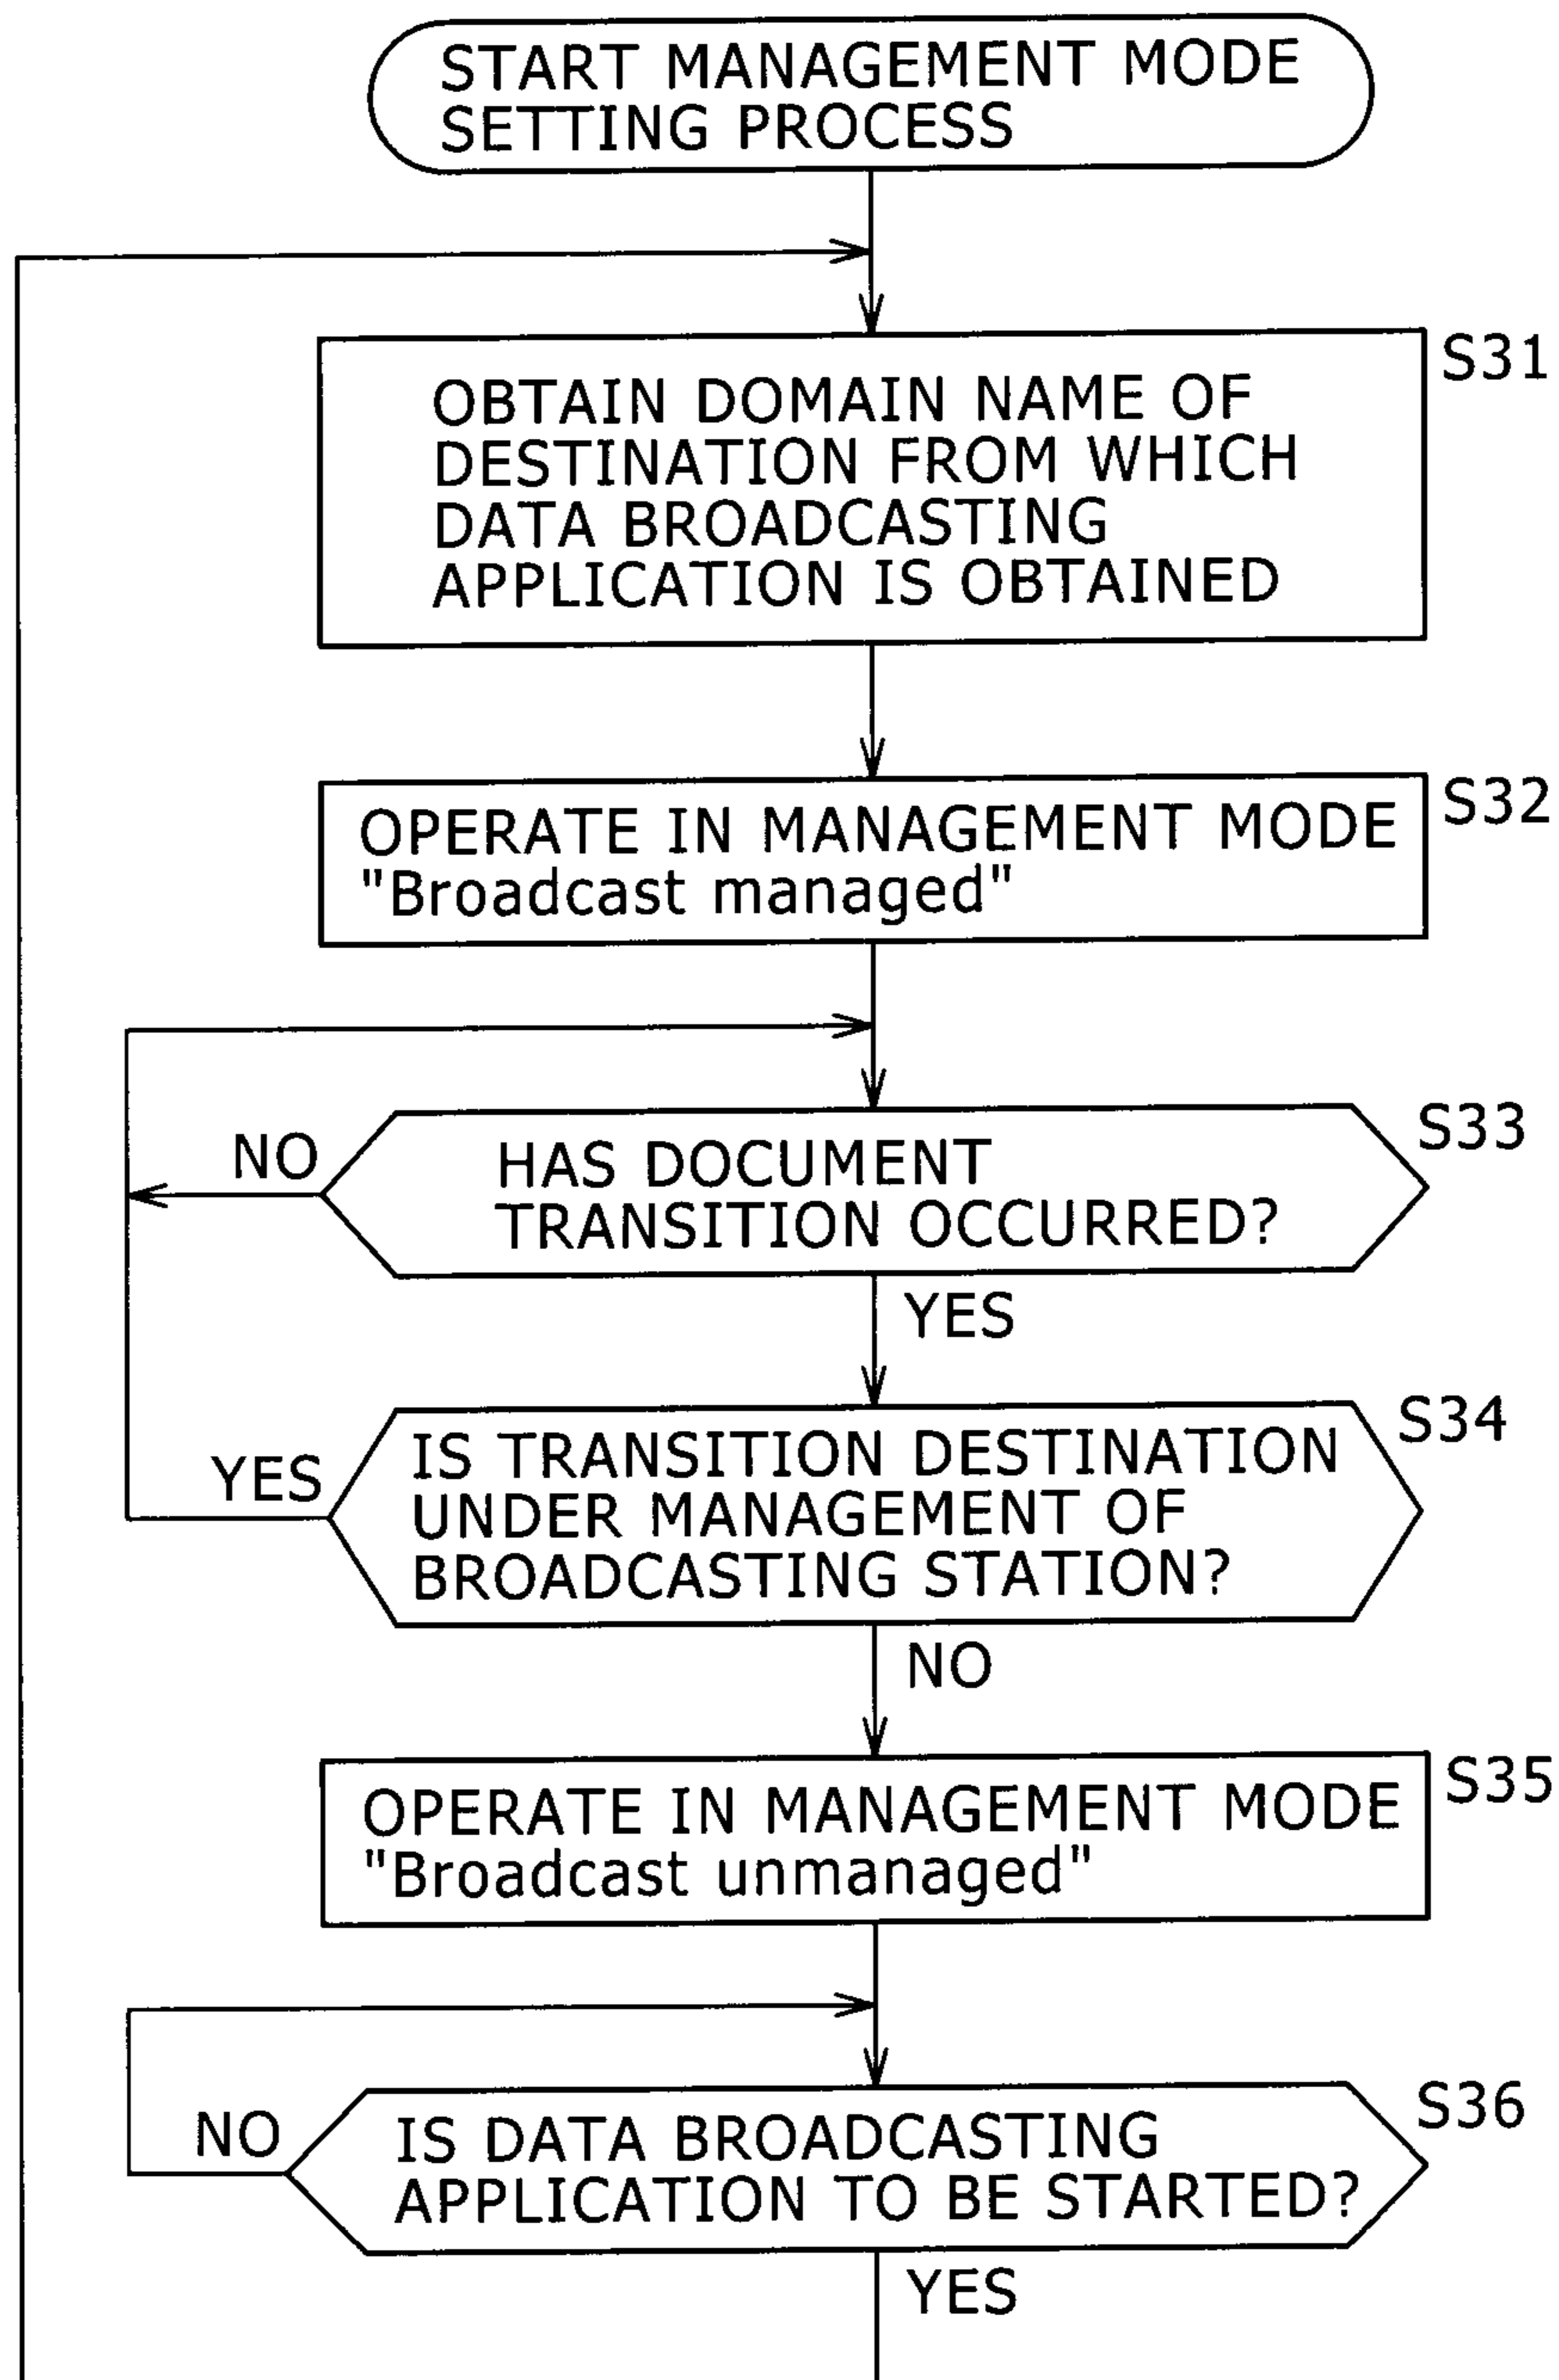 START MANAGEMENT MODE
SETTING PROCESS
S31
OBTAIN DOMAIN NAME OF
DESTINATION FROM WHICH
DATA BROADCASTING
APPLICATION IS OBTAINED
S32
OPERATE IN MANAGEMENT MODE
"Broadcast managed"
S33
NO
HAS DOCUMENT
TRANSITION OCCURRED?
YES
S34
YES
IS TRANSITION DESTINATION
UNDER MANAGEMENT OF
BROADCASTING STATION?
NO
S35
OPERATE IN MANAGEMENT MODE
"Broadcast unmanaged"
S36
NO
IS DATA BROADCASTING
APPLICATION TO BE STARTED?
YES